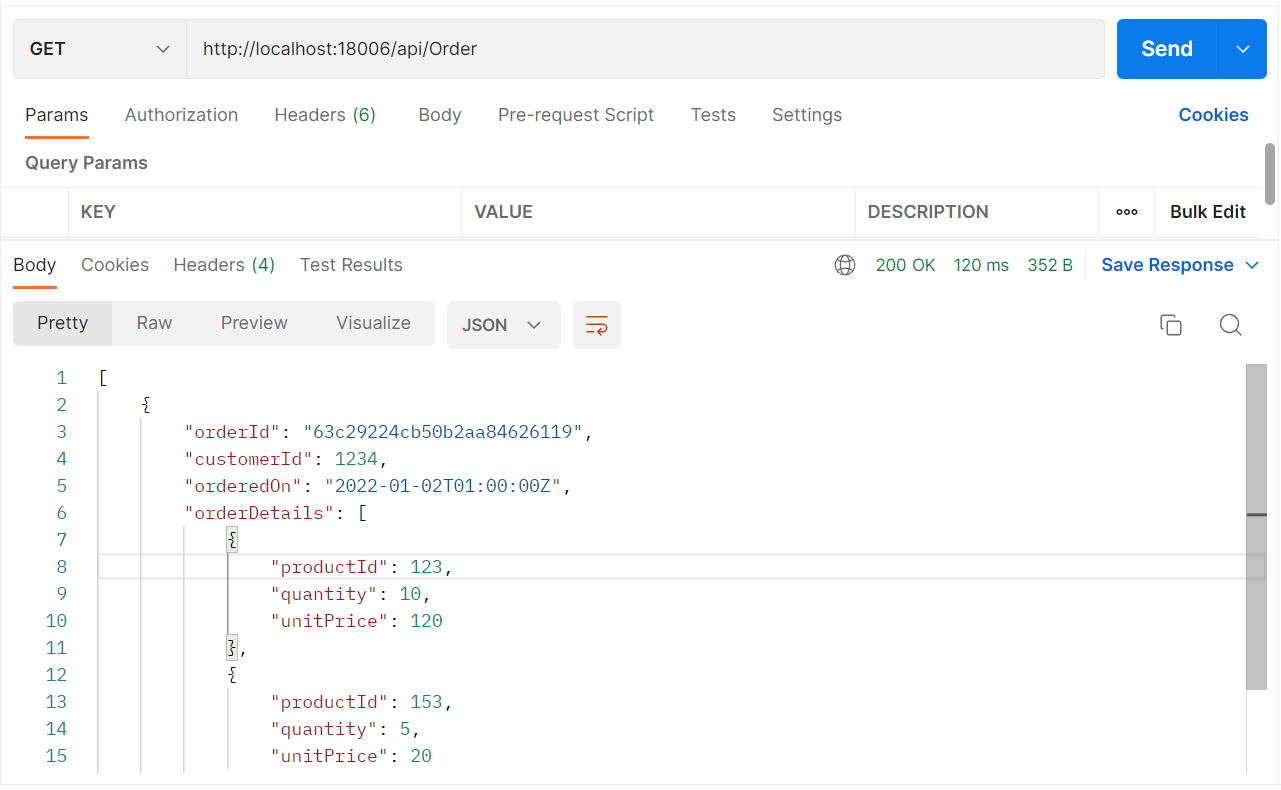 GET http://localhost:18006/api/Order Send
Params Authorization Headers (6) Body Pre-request Script Tests Settings Cookies
Query Params
KEY VALUE DESCRIPTION ooo Bulk Edit
Body Cookies Headers (4) Test Results 200 OK 120 ms 352 B Save Response
Pretty Raw Preview Visualize JSON
1 [
2 {
3 "orderId": "63c29224cb50b2aa84626119",
4 "customerId": 1234,
5 "orderedOn": "2022-01-02T01:00:00Z",
6 "orderDetails": [
7 {
8 "productId": 123,
9 "quantity": 10,
10 "unitPrice": 120
11 },
12 {
13 "productId": 153,
14 "quantity": 5,
15 "unitPrice": 20